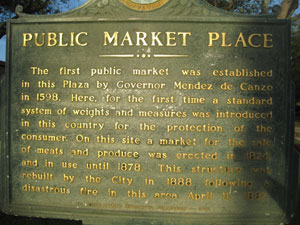 PUBLIC MARKET PLACE
The first public market was established
in this Plaza by Governor Mendez de Canzo
in 1598. Here, for the first time a standard
system of weights and measures was introduced
in this country for the protection of the
consumer. On this site a market for the sale
of meats and produce was erected in 1824
and in use until 1878. This structure was
rebuilt by the City in 1888 following a
disastrous fire in this area April 12, 1887